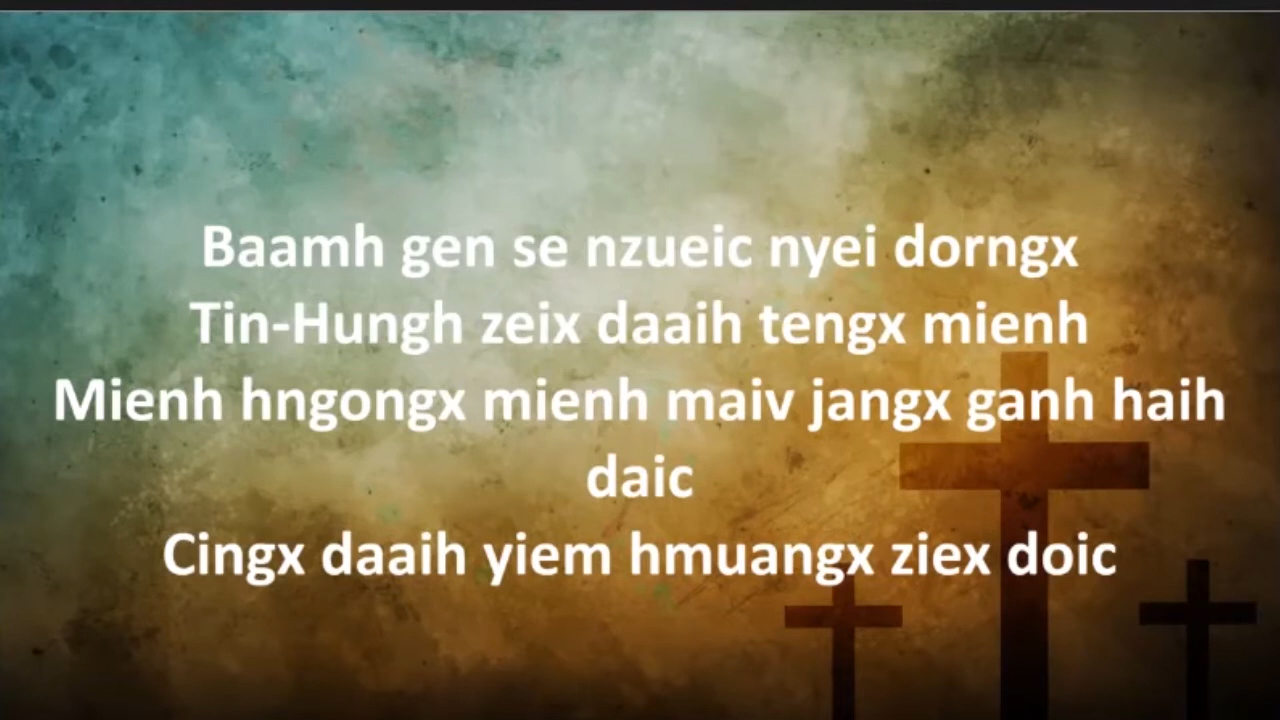 Baamh gen se nzueic nyei dorngx
Tin-Hungh zeix daaih tengx mienh
Mienh hngongx mienh maiv jangx ganh haih
daic
Cingx daaih yiem hmuangx ziex doic